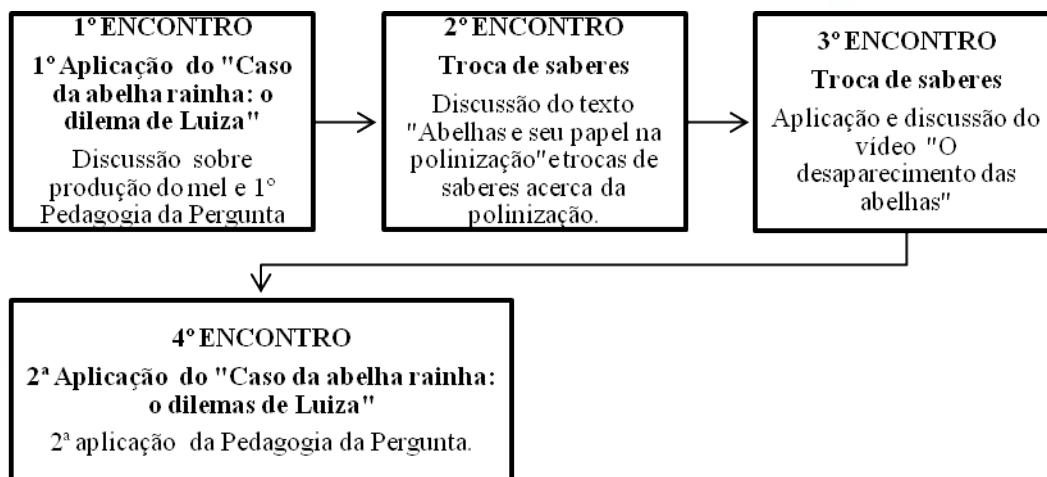 1º ENCONTRO
1º Aplicação do "Caso
da abelha rainha: o
dilema de Luiza"
Discussão sobre
produção do mel e 1°
Pedagogia da Pergunta
2º ENCONTRO
Troca de saberes
Discussão do texto
"Abelhas e seu papel na
polinização"e trocas de
saberes acerca da
polinização.
3º ENCONTRO
Troca de saberes
Aplicação e discussão do
vídeo "O
desaparecimento das
abelhas"
4º ENCONTRO
2ª Aplicação do "Caso da abelha rainha:
o dilemas de Luiza"
2ª aplicação da Pedagogia da Pergunta.